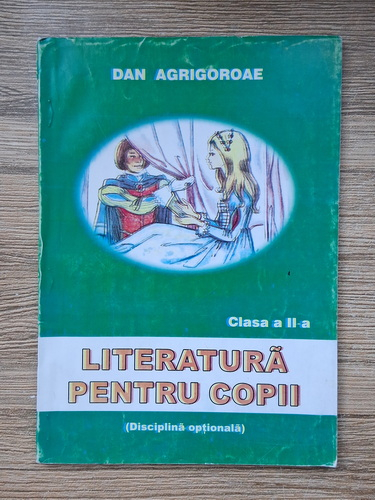 DAN AGRIGOROAE
Clasa a II-a
LITERATURĂ
PENTRU COPII
(Disciplină opțională)